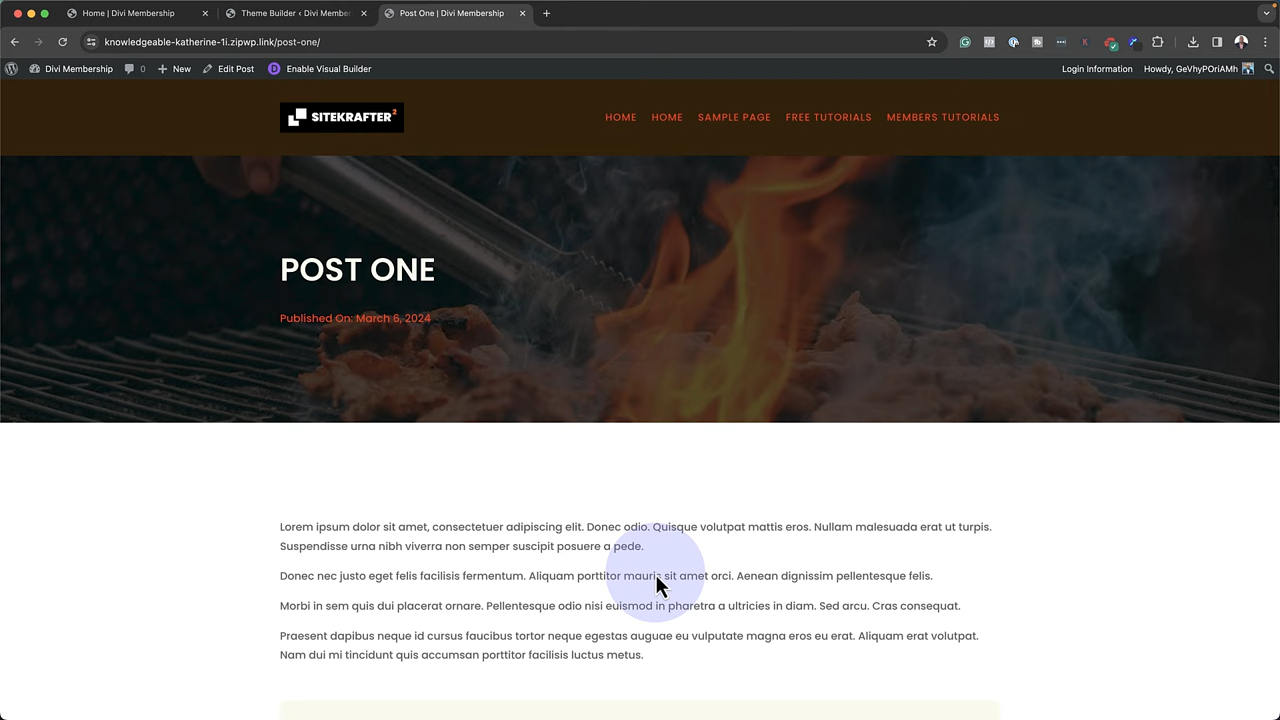 Home | Divi Membership
Theme Builder ‹ Divi Member
Post One | Divi Membership
knowledgeable-katherine-1i.zipwp.link/post-one/
Divi Membership
0
New
Edit Post
D
Enable Visual Builder
Login Information
Howdy, GeVhyPOriAMh
SITEKRAFTER²
HOME
HOME
SAMPLE PAGE
FREE TUTORIALS
MEMBERS TUTORIALS
POST ONE
Published On: March 6, 2024
Lorem ipsum dolor sit amet, consectetuer adipiscing elit. Donec odio. Quisque volutpat mattis eros. Nullam malesuada erat ut turpis.
Suspendisse urna nibh viverra non semper suscipit posuere a pede.
Donec nec justo eget felis facilisis fermentum. Aliquam porttitor mauris sit amet orci. Aenean dignissim pellentesque felis.
Morbi in sem quis dui placerat ornare. Pellentesque odio nisi euismod in pharetra a ultricies in diam. Sed arcu. Cras consequat.
Praesent dapibus neque id cursus faucibus tortor neque egestas auguae eu vulputate magna eros eu erat. Aliquam erat volutpat.
Nam dui mi tincidunt quis accumsan porttitor facilisis luctus metus.